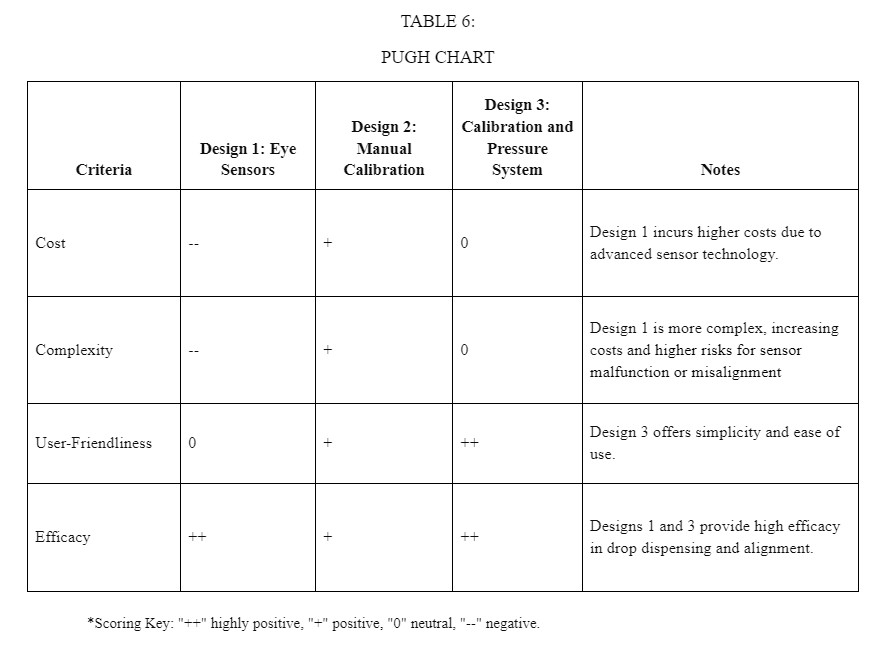 TABLE 6:
PUGH CHART
Criteria
Design 1: Eye
Sensors
Design 2:
Manual
Calibration
Design 3:
Calibration and
Pressure
System
Notes
Cost
--
+
0
Design 1 incurs higher costs due to
advanced sensor technology.
Complexity
--
+
0
Design 1 is more complex, increasing
costs and higher risks for sensor
malfunction or misalignment
User-Friendliness
0
+
++
Design 3 offers simplicity and ease of
use.
Efficacy
++
+
++
Designs 1 and 3 provide high efficacy
in drop dispensing and alignment.
*Scoring Key: "++" highly positive, "+" positive, "0" neutral, "--" negative.